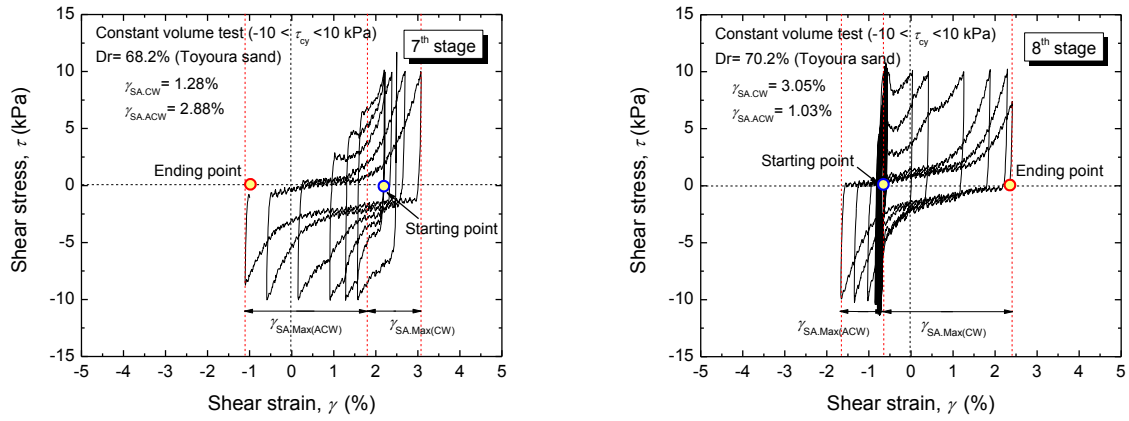 Constant volume test (-10 < τcy <10 kPa)
7th stage
Dr= 68.2% (Toyoura sand)
γSA.CW = 1.28%
γSA.ACW = 2.88%
Ending point
Starting point
γSA.Max(ACW)
γSA.Max(CW)
15
10
5
0
-5
-10
-15
Shear stress, τ (kPa)
-5 -4 -3 -2 -1 0 1 2 3 4 5
Shear strain, γ (%)
Constant volume test (-10 < τcy <10 kPa)
8th stage
Dr= 70.2% (Toyoura sand)
γSA.CW = 3.05%
γSA.ACW = 1.03%
Starting point
Ending point
γSA.Max(ACW)
γSA.Max(CW)
15
10
5
0
-5
-10
-15
Shear stress, τ (kPa)
-5 -4 -3 -2 -1 0 1 2 3 4 5
Shear strain, γ (%)